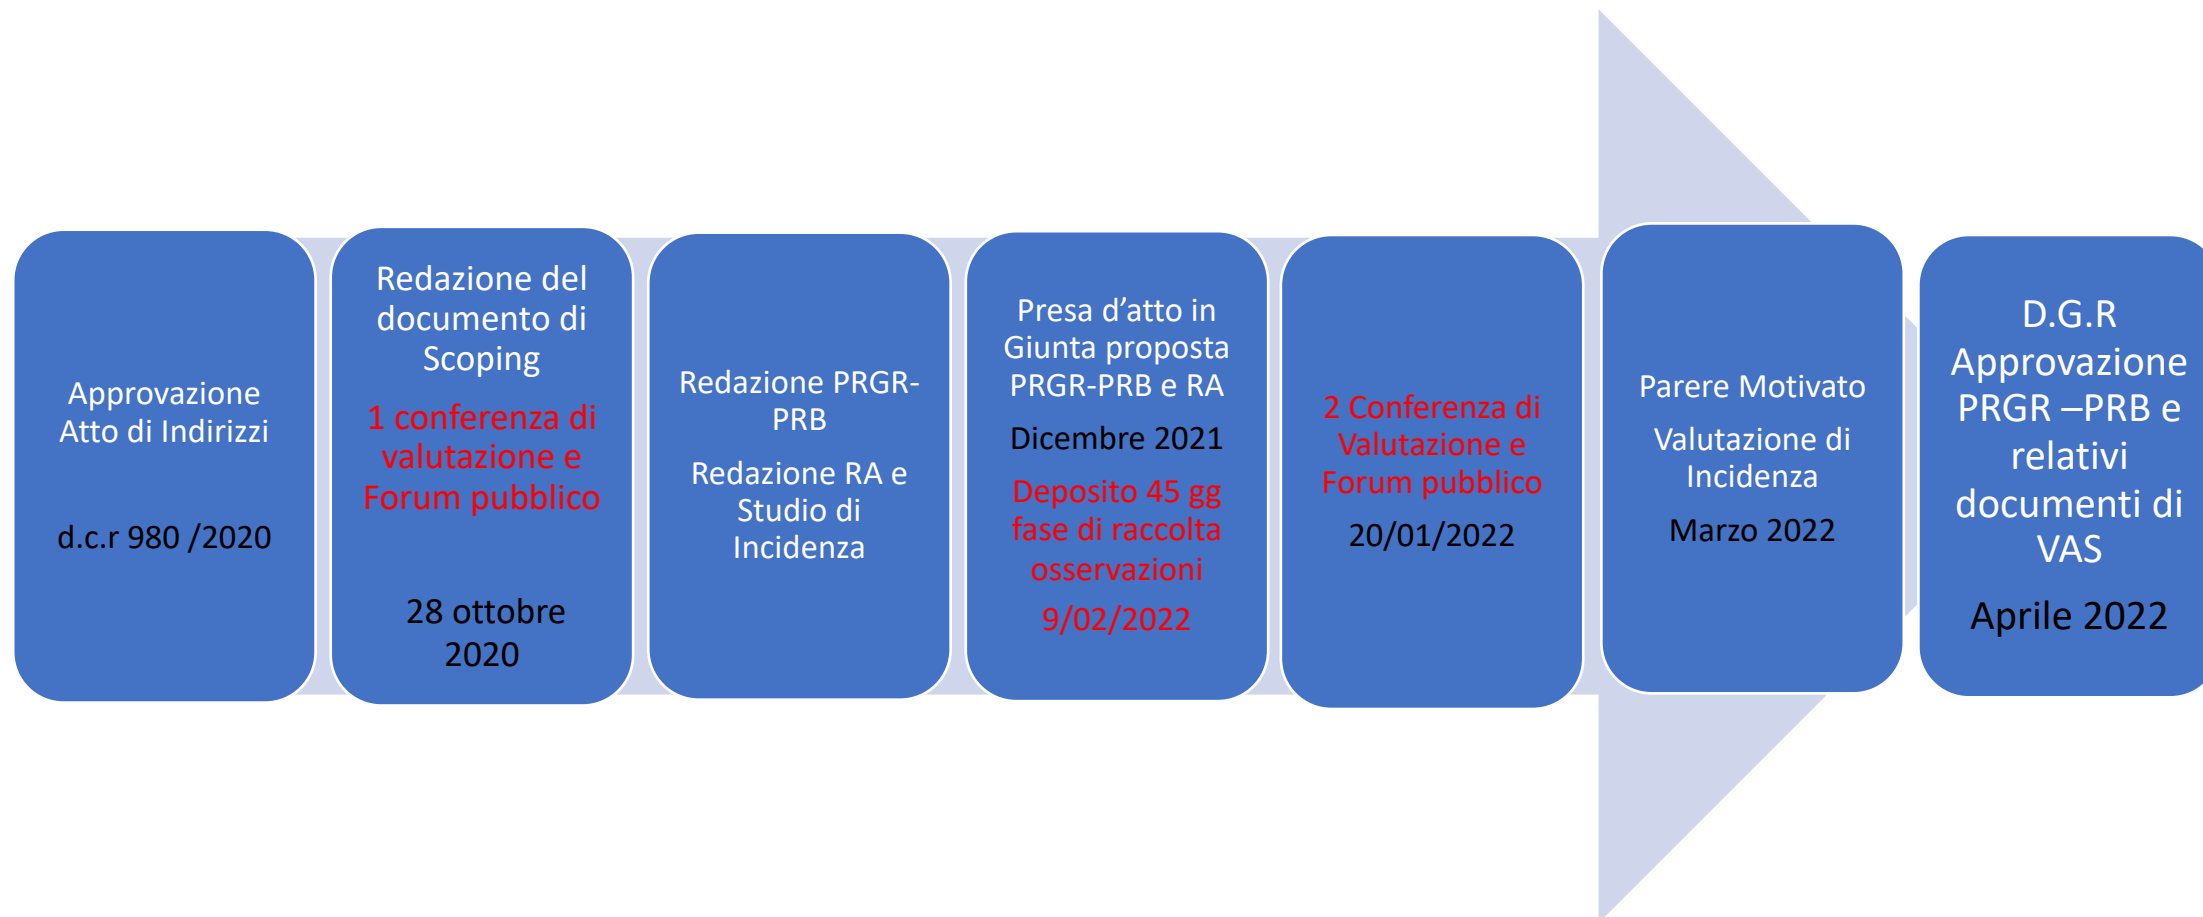 Approvazione
Atto di Indirizzi
d.c.r 980 /2020
Redazione del
documento di
Scoping
1 conferenza di
valutazione e
Forum pubblico
28 ottobre
2020
Redazione PRGR-
PRB
Redazione RA e
Studio di
Incidenza
Presa d’atto in
Giunta proposta
PRGR-PRB e RA
Dicembre 2021
Deposito 45 gg
fase di raccolta
osservazioni
9/02/2022
2 Conferenza di
Valutazione e
Forum pubblico
20/01/2022
Parere Motivato
Valutazione di
Incidenza
Marzo 2022
D.G.R
Approvazione
PRGR –PRB e
relativi
documenti di
VAS
Aprile 2022